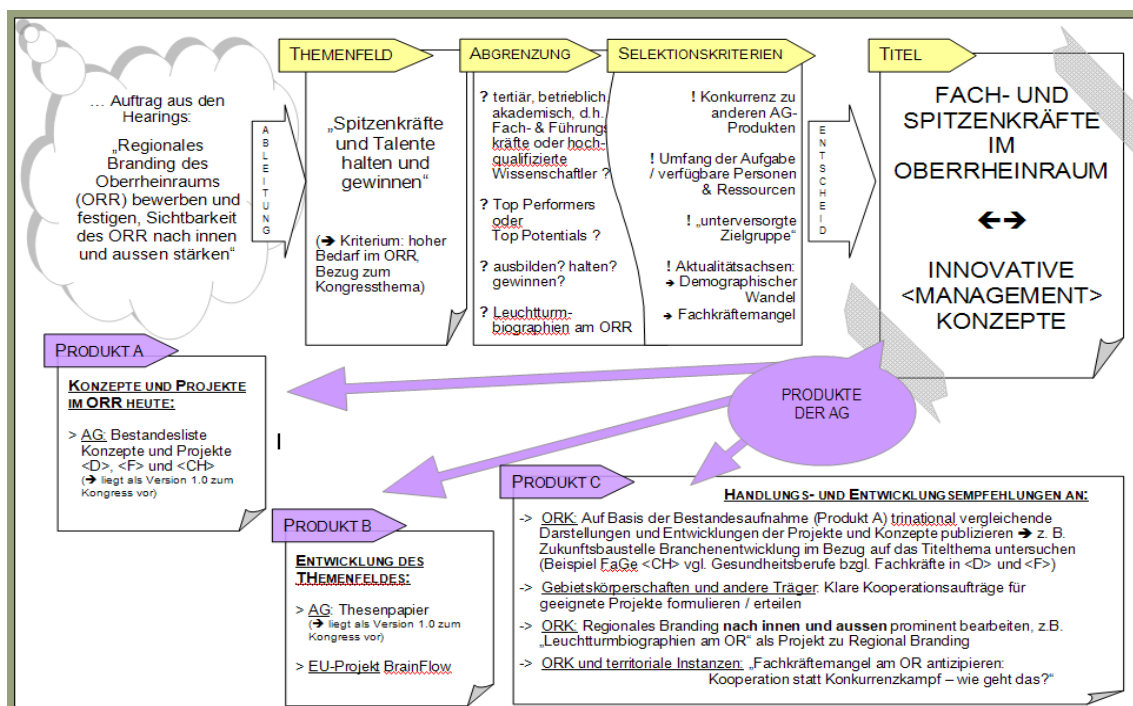 … Auftrag aus den
Hearings:
„Regionales
Branding des
Oberrheinraums
(ORR) bewerben und
festigen, Sichtbarkeit
des ORR nach innen
und aussen stärken“
ABLEITUNG
THEMENFELD
„Spitzenkräfte
und Talente
halten und
gewinnen“
(➔ Kriterium: hoher
Bedarf im ORR,
Bezug zum
Kongressthema)
ABGRENZUNG
? tertiär, betrieblich,
akademisch, d.h.
Fach- & Führungs
kräfte oder hoch-
qualifizierte
Wissenschaftler ?
? Top Performers
oder
Top Potentials ?
? ausbilden? halten?
gewinnen?
? Leuchtturm-
biographien am ORR
SELEKTIONSKRITERIEN
! Konkurrenz zu
anderen AG-
Produkten
! Umfang der Aufgabe
/ verfügbare Personen
& Ressourcen
! „unterversorgte
Zielgruppe“
! Aktualitätsachsen:
➔ Demographischer
Wandel
➔ Fachkräftemangel
ENTSCHEID
TITEL
FACH- UND
SPITZENKRÄFTE
IM
OBERRHEINRAUM
←→
INNOVATIVE
<MANAGEMENT>
KONZEPTE
PRODUKTE
DER AG
PRODUKT A
KONZEPTE UND PROJEKTE
IM ORR HEUTE:
> AG: Bestandesliste
Konzepte und Projekte
<D>, <F> und <CH>
(➔ liegt als Version 1.0 zum
Kongress vor)
PRODUKT B
ENTWICKLUNG DES
THEMENFELDES:
> AG: Thesenpapier
(➔ liegt als Version 1.0 zum
Kongress vor)
> EU-Projekt BrainFlow
PRODUKT C
HANDLUNGS- UND ENTWICKLUNGSEMPFEHLUNGEN AN:
-> ORK: Auf Basis der Bestandesaufnahme (Produkt A) trinational vergleichende
Darstellungen und Entwicklungen der Projekte und Konzepte publizieren ➔ z. B.
Zukunftsbaustelle Branchenentwicklung im Bezug auf das Titelthema untersuchen
(Beispiel FaGe <CH> vgl. Gesundheitsberufe bzgl. Fachkräfte in <D> und <F>)
-> Gebietskörperschaften und andere Träger: Klare Kooperationsaufträge für
geeignete Projekte formulieren / erteilen
-> ORK: Regionales Branding nach innen und aussen prominent bearbeiten, z.B.
„Leuchtturmbiographien am OR“ als Projekt zu Regional Branding
-> ORK und territoriale Instanzen: „Fachkräftemangel am OR antizipieren:
Kooperation statt Konkurrenzkampf – wie geht das?“